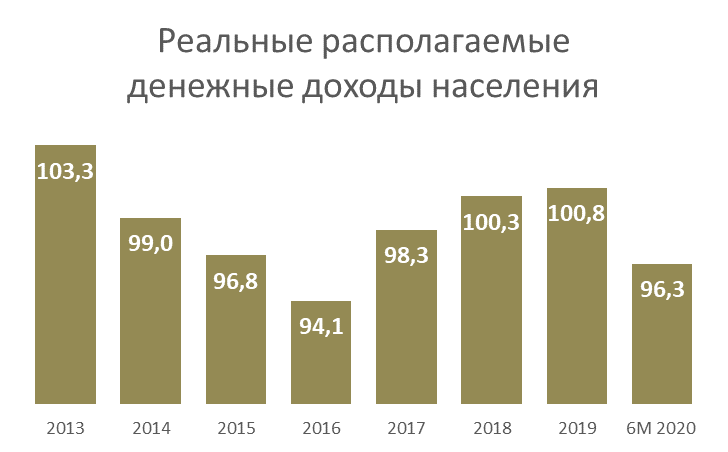 Реальные располагаемые
денежные доходы населения
103,3
99,0
96,8
94,1
98,3
100,3
100,8
96,3
2013 2014 2015 2016 2017 2018 2019 6М 2020